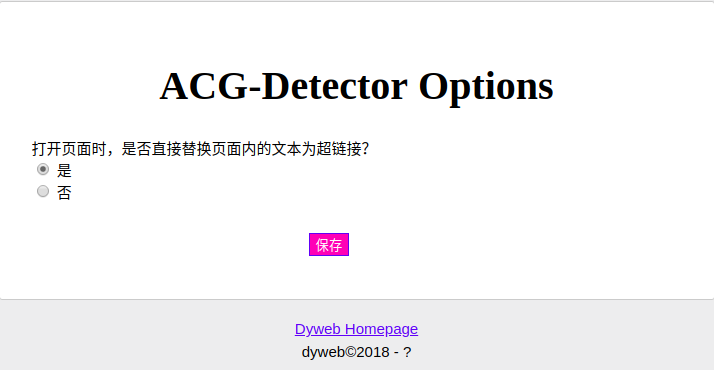 ACG-Detector Options
打开页面时，是否直接替换页面内的文本为超链接?
是
否
保存
Dyweb Homepage
dyweb©2018 - ?